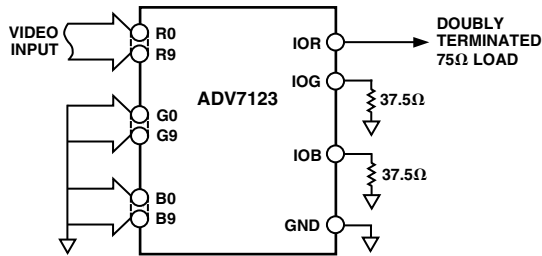 VIDEO
INPUT
R0
R9
G0
G9
B0
B9
ADV7123
IOR
IOG
IOB
GND
DOUBLY
TERMINATED
75Ω LOAD
37.5Ω
37.5Ω